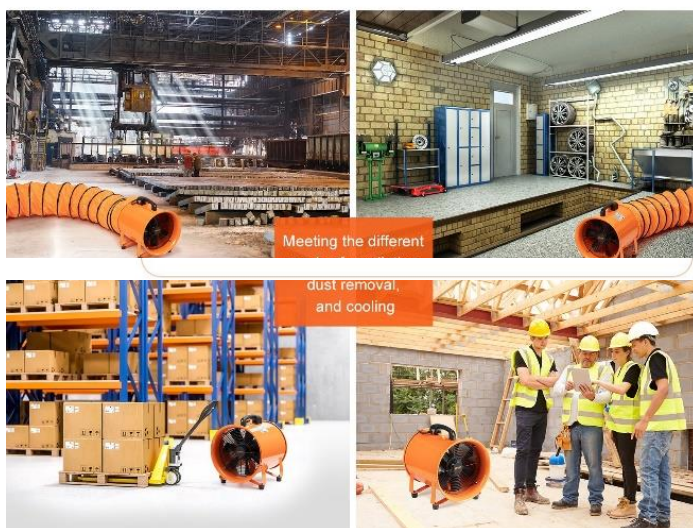 Meeting the different
dust removal,
and cooling